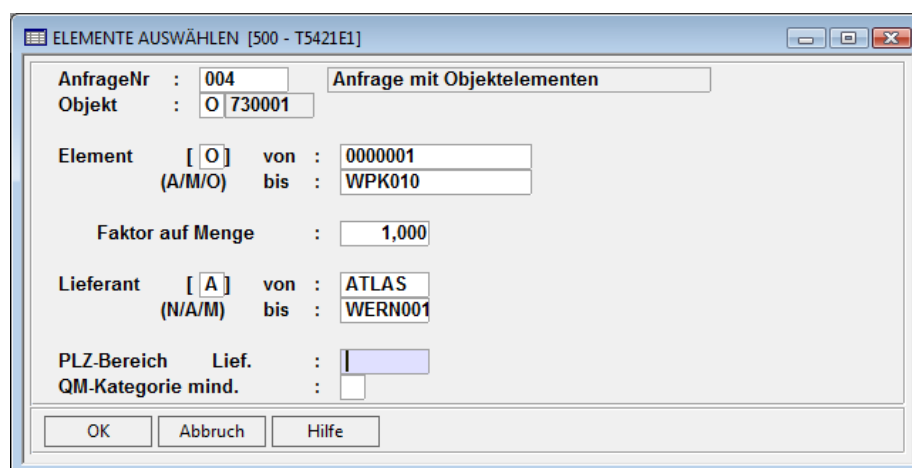 ELEMENTE AUSWÄHLEN [500 - T5421E1]
AnfrageNr : 004 Anfrage mit Objektelementen
Objekt : O 730001
Element [ O ] von : 0000001
(A/M/O) bis : WPK010
Faktor auf Menge : 1,000
Lieferant [ A ] von : ATLAS
(N/A/M) bis : WERN001
PLZ-Bereich Lief. :
QM-Kategorie mind. :
OK Abbruch Hilfe